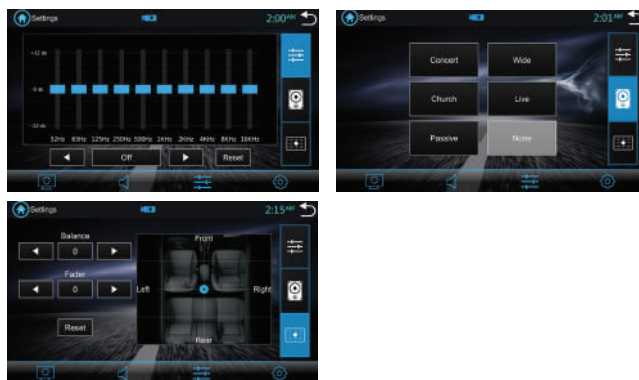 Settings
2:00AM
+12 db
0 db
-12 db
32Hz 63Hz 125Hz 250Hz 500Hz 1KHz 2KHz 4KHz 8KHz 16KHz
Off
Reset
Settings
2:01AM
Concert
Wide
Church
Live
Passive
None
Settings
2:15AM
Balance
0
Fader
0
Reset
Front
Left
Right
Rear